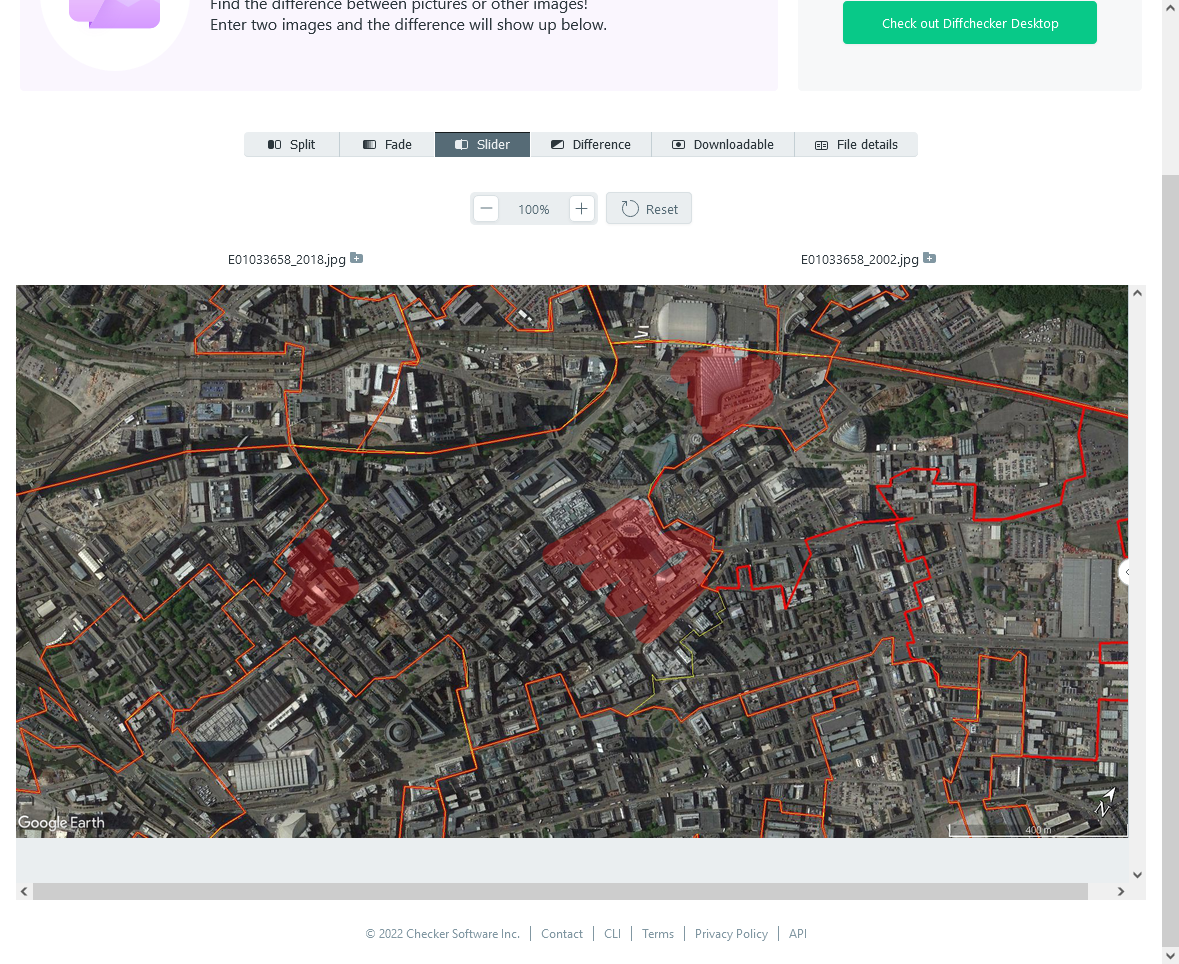 Find the difference between pictures or other images!
Enter two images and the difference will show up below.
Check out Diffchecker Desktop
Split
Fade
Slider
Difference
Downloadable
File details
100%
Reset
E01033658_2018.jpg
E01033658_2002.jpg
Google Earth
N
400 m
© 2022 Checker Software Inc.
Contact
CLI
Terms
Privacy Policy
API